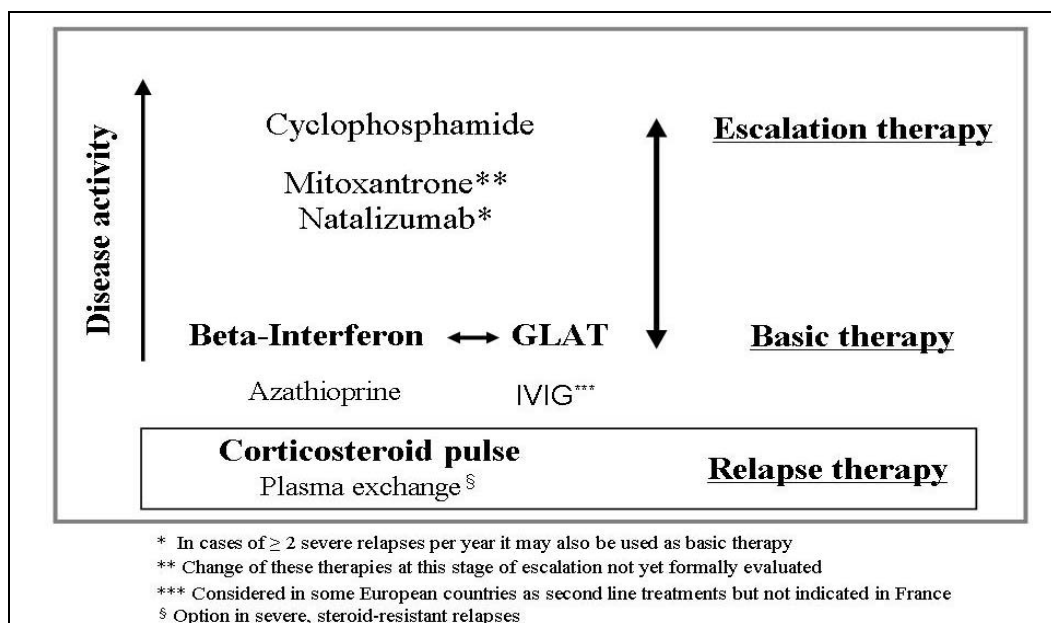 Disease activity
Cyclophosphamide
Escalation therapy
Mitoxantrone**
Natalizumab*
Beta-Interferon
GLAT
Basic therapy
Azathioprine
IVIG***
Corticosteroid pulse
Relapse therapy
Plasma exchange§
* In cases of ≥ 2 severe relapses per year it may also be used as basic therapy
** Change of these therapies at this stage of escalation not yet formally evaluated
*** Considered in some European countries as second line treatments but not indicated in France
§ Option in severe, steroid-resistant relapses